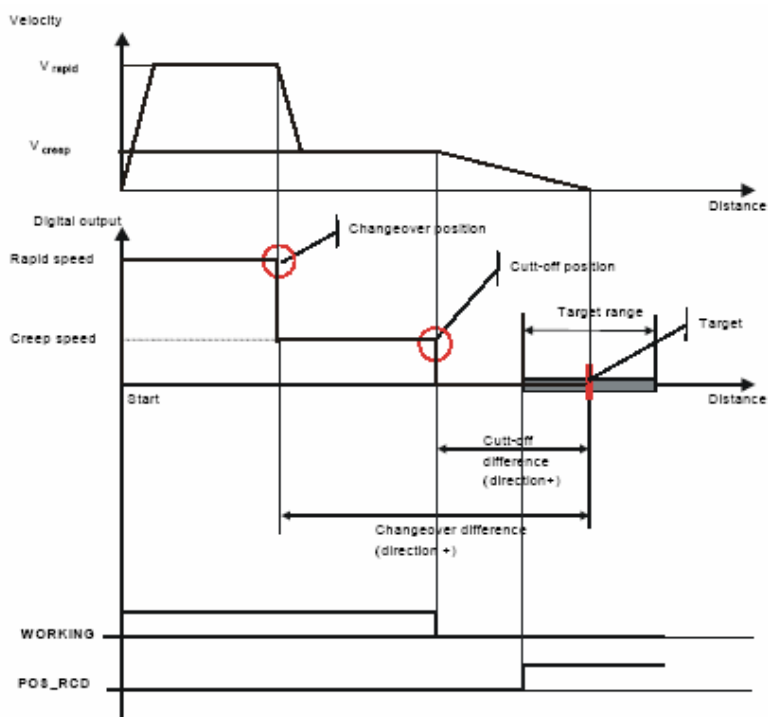 Velocity
V rapid
V creep
Distance
Digital output
Changeover position
Rapid speed
Cutt-off position
Target range
Target
Creep speed
Start
Distance
Cutt-off
difference
(direction+)
Changeover difference
(direction +)
WORKING
POS_RCD